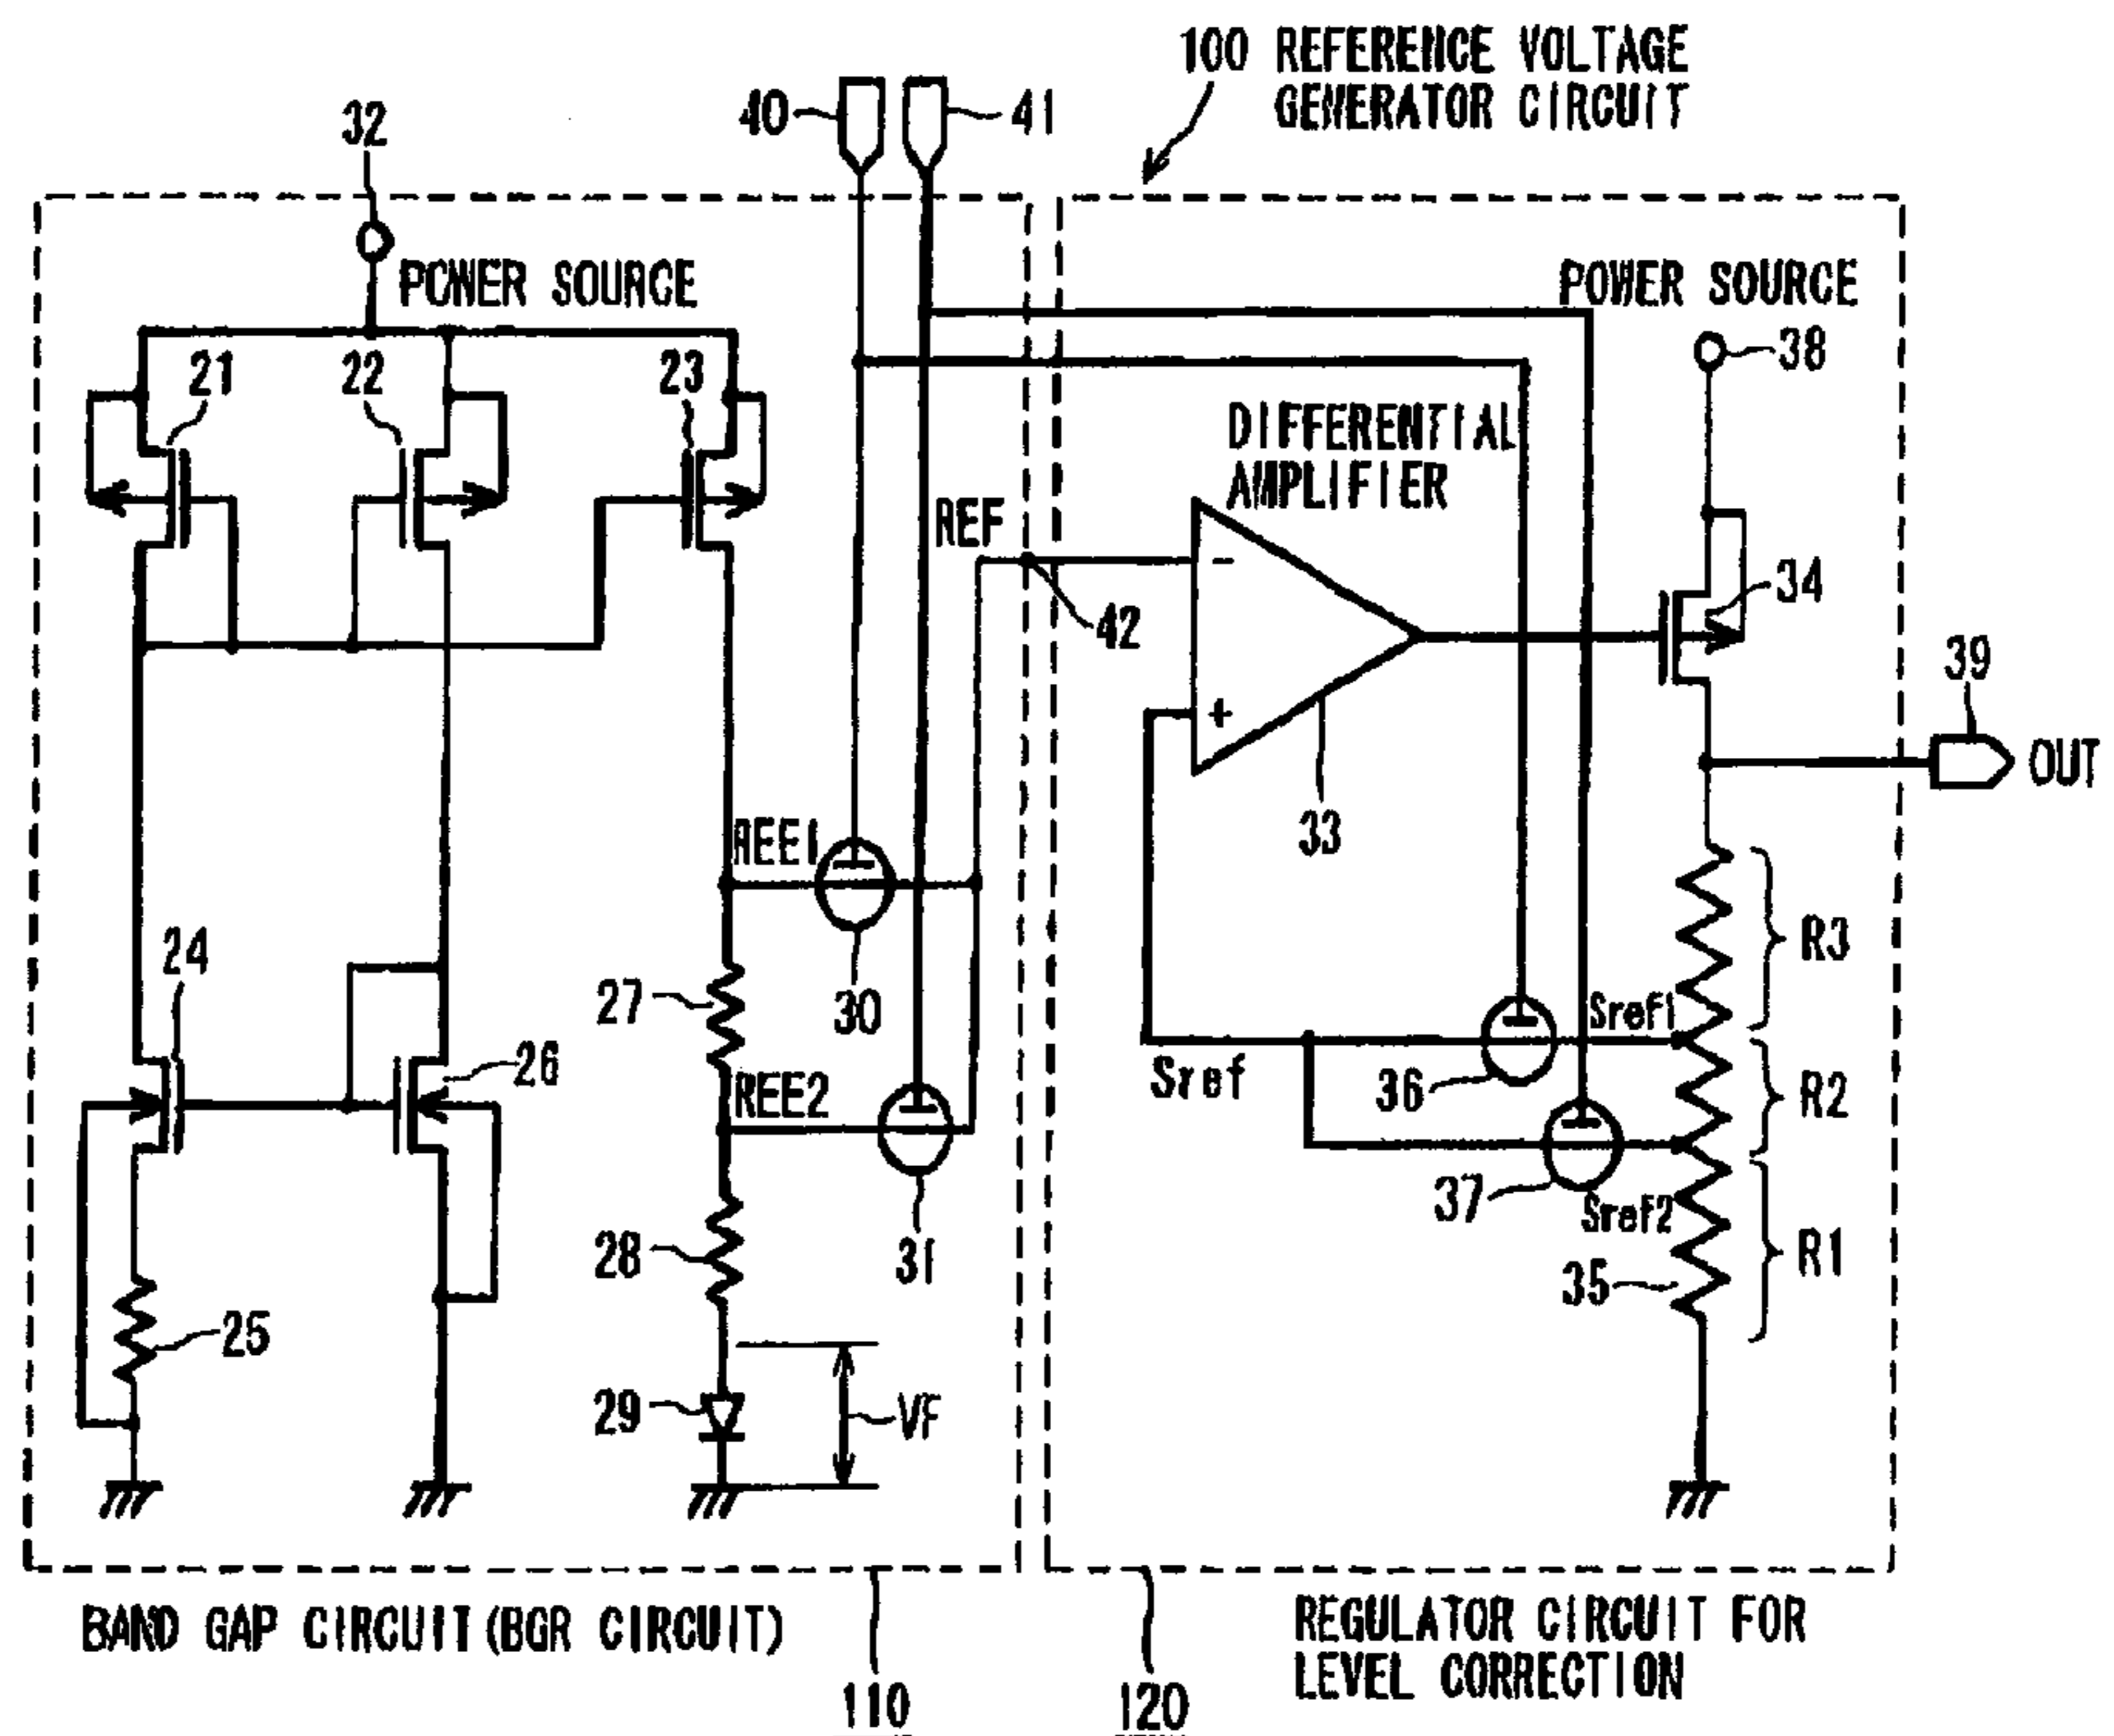 100 REFERENCE VOLTAGE
GENERATOR CIRCUIT
40
41
32
POWER SOURCE
POWER SOURCE
38
21
22
23
DIFFERENTIAL
AMPLIFIER
REF
42
34
39
OUT
33
REE1
30
24
27
26
REE2
31
28
25
29
VF
Sref
36
Sref1
37
Sref2
35
R3
R2
R1
BAND GAP CIRCUIT(BGR CIRCUIT)
110
120
REGULATOR CIRCUIT FOR
LEVEL CORRECTION